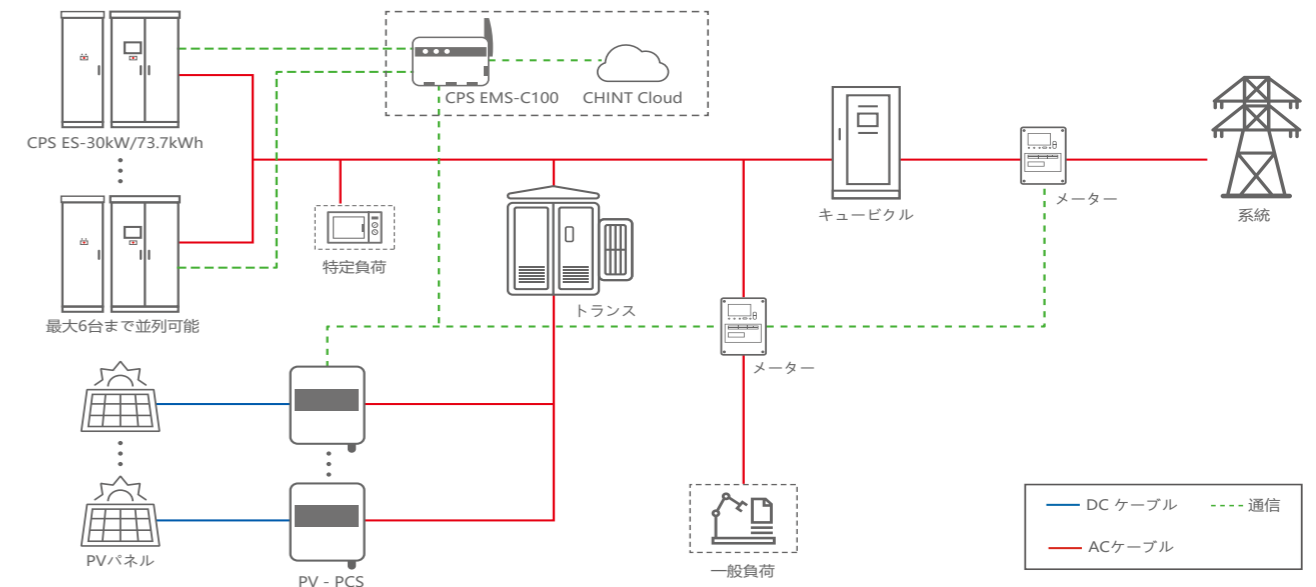 CPS EMS-C100
CHINT Cloud
CPS ES-30kW/73.7kWh
特定負荷
キュービクル
メーター
系統
最大6台まで並列可能
トランス
メーター
PVパネル
PV - PCS
一般負荷
DC ケーブル
通信
ACケーブル